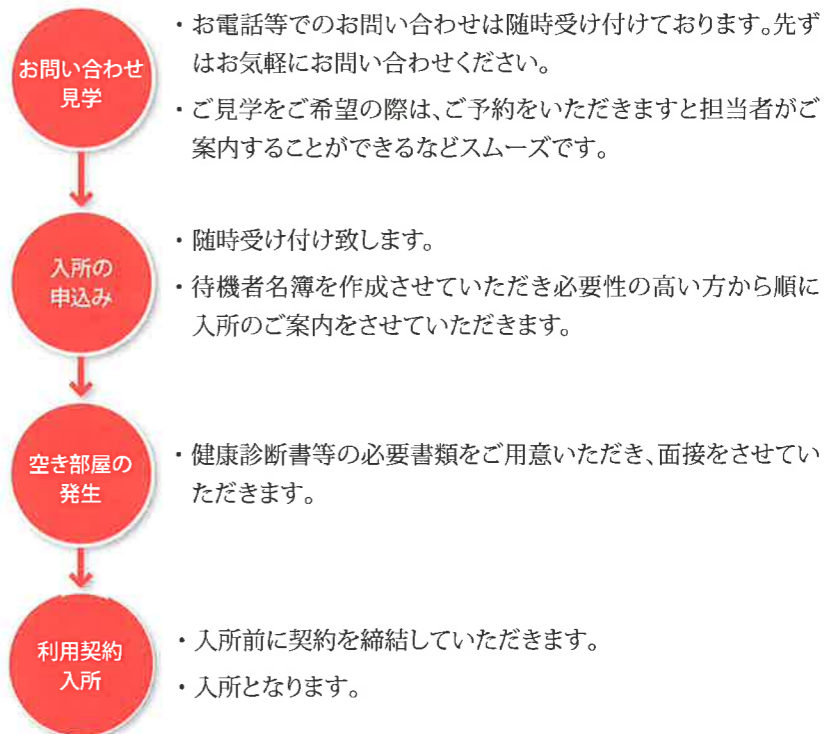 お問い合わせ
見学
・お電話等でのお問い合わせは随時受け付けております。先ず
はお気軽にお問い合わせください。
・ご見学をご希望の際は、ご予約をいただきますと担当者がご
案内することができるなどスムーズです。
入所の
申込み
・随時受け付け致します。
・待機者名簿を作成させていただき必要性の高い方から順に
入所のご案内をさせていただきます。
空き部屋の
発生
・健康診断書等の必要書類をご用意いただき、面接をさせてい
ただきます。
利用契約
入所
・入所前に契約を締結していただきます。
・入所となります。